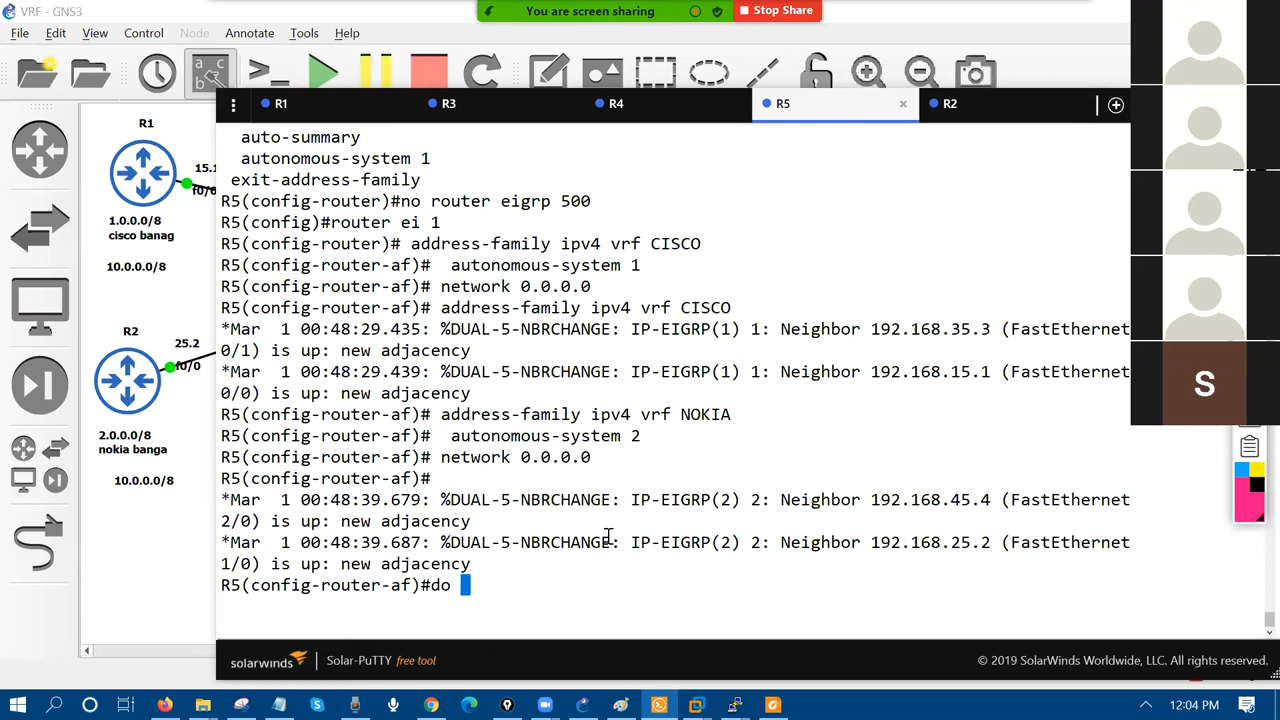 VRF - GNS3
You are screen sharing
Stop Share
File Edit View Control Node Annotate Tools Help
R1 R3 R4 R5 × R2
R1
15.1
f0/0
1.0.0.0/8
cisco banag
10.0.0.0/8
R2
25.2
f0/0
2.0.0.0/8
nokia banga
10.0.0.0/8
auto-summary
autonomous-system 1
exit-address-family
R5(config-router)#no router eigrp 500
R5(config)#router ei 1
R5(config-router)# address-family ipv4 vrf CISCO
R5(config-router-af)#  autonomous-system 1
R5(config-router-af)# network 0.0.0.0
R5(config-router-af)# address-family ipv4 vrf CISCO
*Mar  1 00:48:29.435: %DUAL-5-NBRCHANGE: IP-EIGRP(1) 1: Neighbor 192.168.35.3 (FastEthernet
0/1) is up: new adjacency
*Mar  1 00:48:29.439: %DUAL-5-NBRCHANGE: IP-EIGRP(1) 1: Neighbor 192.168.15.1 (FastEthernet
0/0) is up: new adjacency
R5(config-router-af)# address-family ipv4 vrf NOKIA
R5(config-router-af)#  autonomous-system 2
R5(config-router-af)# network 0.0.0.0
R5(config-router-af)#
*Mar  1 00:48:39.679: %DUAL-5-NBRCHANGE: IP-EIGRP(2) 2: Neighbor 192.168.45.4 (FastEthernet
2/0) is up: new adjacency
*Mar  1 00:48:39.687: %DUAL-5-NBRCHANGE: IP-EIGRP(2) 2: Neighbor 192.168.25.2 (FastEthernet
1/0) is up: new adjacency
R5(config-router-af)#do
S
solarwinds Solar-PuTTY free tool © 2019 SolarWinds Worldwide, LLC. All rights reserved.
12:04 PM